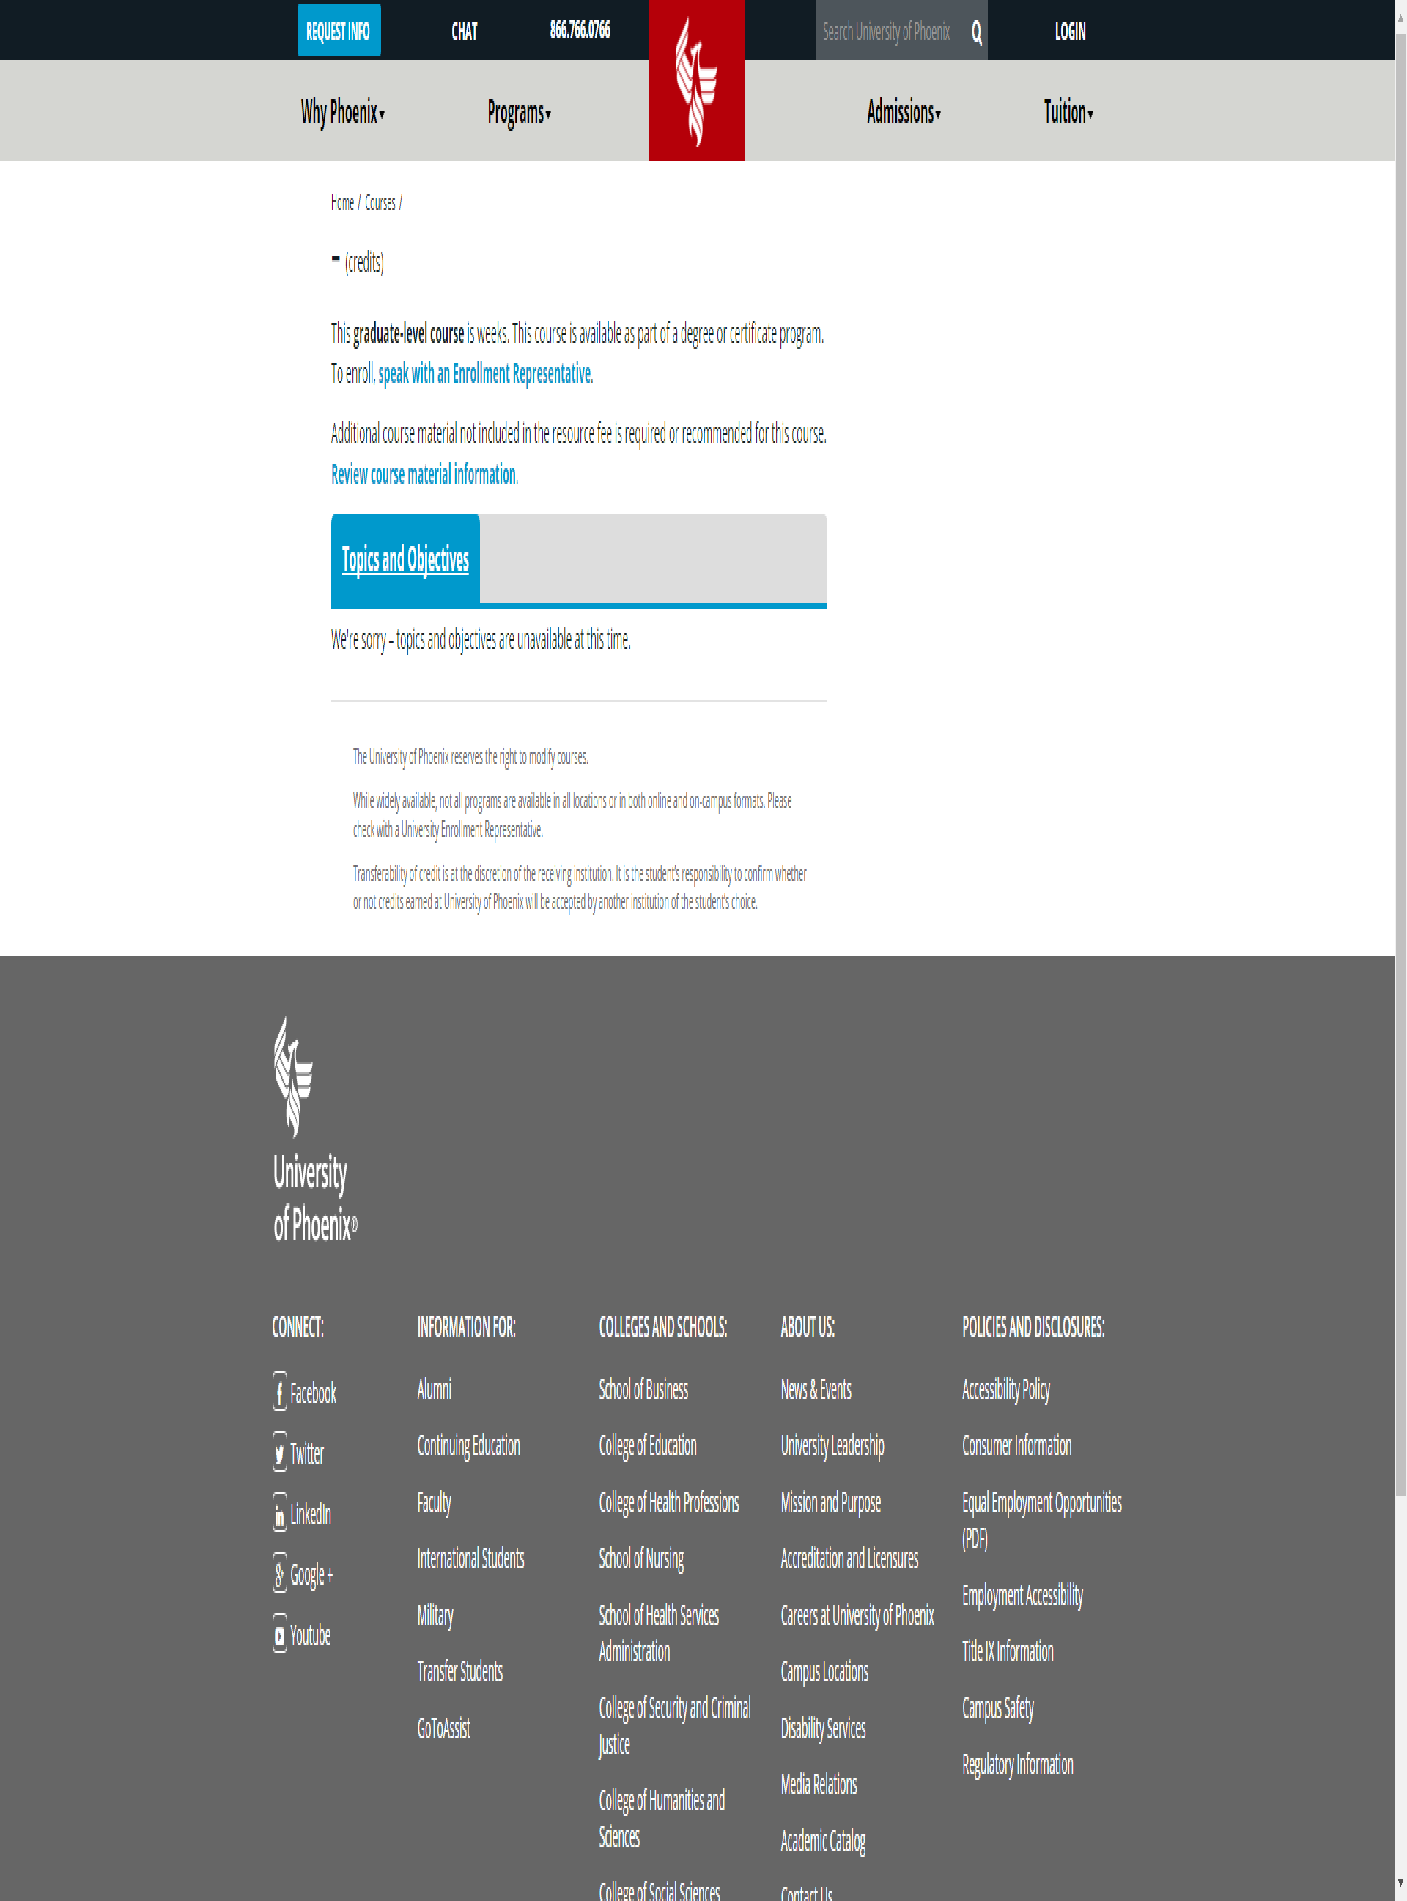 REQUEST INFO
CHAT
866.766.0766
Search University of Phoenix
LOGIN
Why Phoenix▾
Programs▾
Admissions▾
Tuition▾
Home / Courses /
- (credits)
This graduate-level course is weeks. This course is available as part of a degree or certificate program.
To enroll, speak with an Enrollment Representative.
Additional course material not included in the resource fee is required or recommended for this course.
Review course material information.
Topics and Objectives
We're sorry – topics and objectives are unavailable at this time.
The University of Phoenix reserves the right to modify courses.
While widely available, not all programs are available in all locations or in both online and on-campus formats. Please
check with a University Enrollment Representative.
Transferability of credit is at the discretion of the receiving institution. It is the student's responsibility to confirm whether
or not credits earned at University of Phoenix will be accepted by another institution of the student's choice.
University
of Phoenix®
CONNECT:
Facebook
Twitter
LinkedIn
Google +
Youtube
INFORMATION FOR:
Alumni
Continuing Education
Faculty
International Students
Military
Transfer Students
GoToAssist
COLLEGES AND SCHOOLS:
School of Business
College of Education
College of Health Professions
School of Nursing
School of Health Services
Administration
College of Security and Criminal
Justice
College of Humanities and
Sciences
College of Social Sciences
ABOUT US:
News & Events
University Leadership
Mission and Purpose
Accreditation and Licensures
Careers at University of Phoenix
Campus Locations
Disability Services
Media Relations
Academic Catalog
Contact Us
POLICIES AND DISCLOSURES:
Accessibility Policy
Consumer Information
Equal Employment Opportunities
(PDF)
Employment Accessibility
Title IX Information
Campus Safety
Regulatory Information